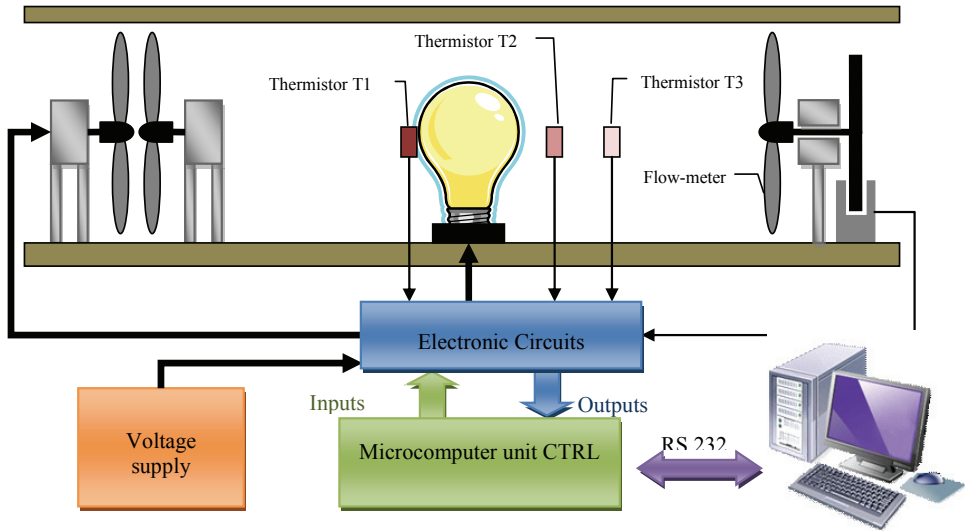 Thermistor T2
Thermistor T1
Thermistor T3
Flow-meter
Electronic Circuits
Inputs
Outputs
Voltage
supply
Microcomputer unit CTRL
RS 232